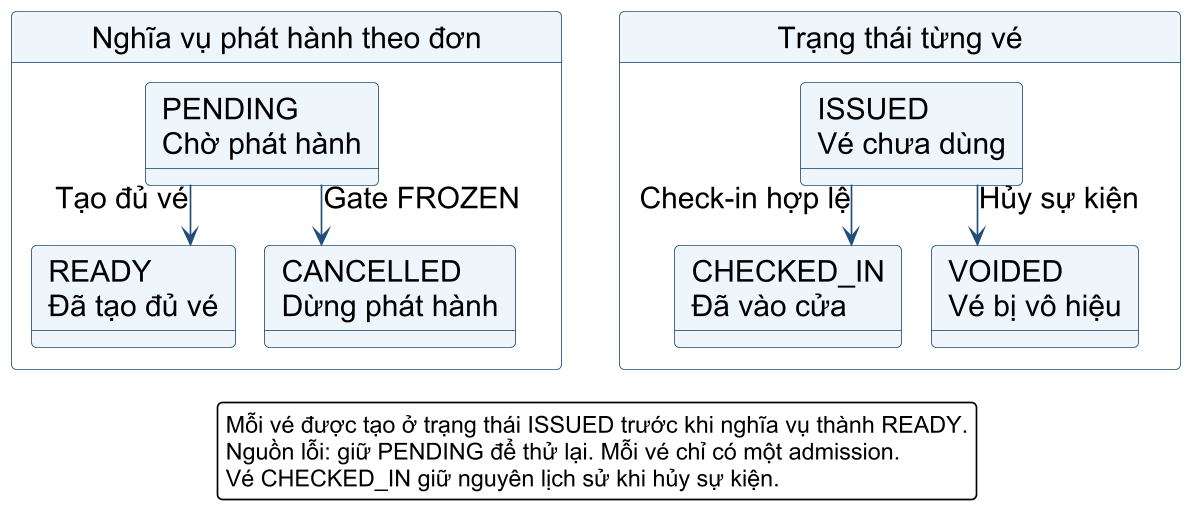 Nghĩa vụ phát hành theo đơn
PENDING
Chờ phát hành
Tạo đủ vé
Gate FROZEN
READY
Đã tạo đủ vé
CANCELLED
Dừng phát hành
Trạng thái từng vé
ISSUED
Vé chưa dùng
Check-in hợp lệ
Hủy sự kiện
CHECKED_IN
Đã vào cửa
VOIDED
Vé bị vô hiệu
Mỗi vé được tạo ở trạng thái ISSUED trước khi nghĩa vụ thành READY.
Nguồn lỗi: giữ PENDING để thử lại. Mỗi vé chỉ có một admission.
Vé CHECKED_IN giữ nguyên lịch sử khi hủy sự kiện.